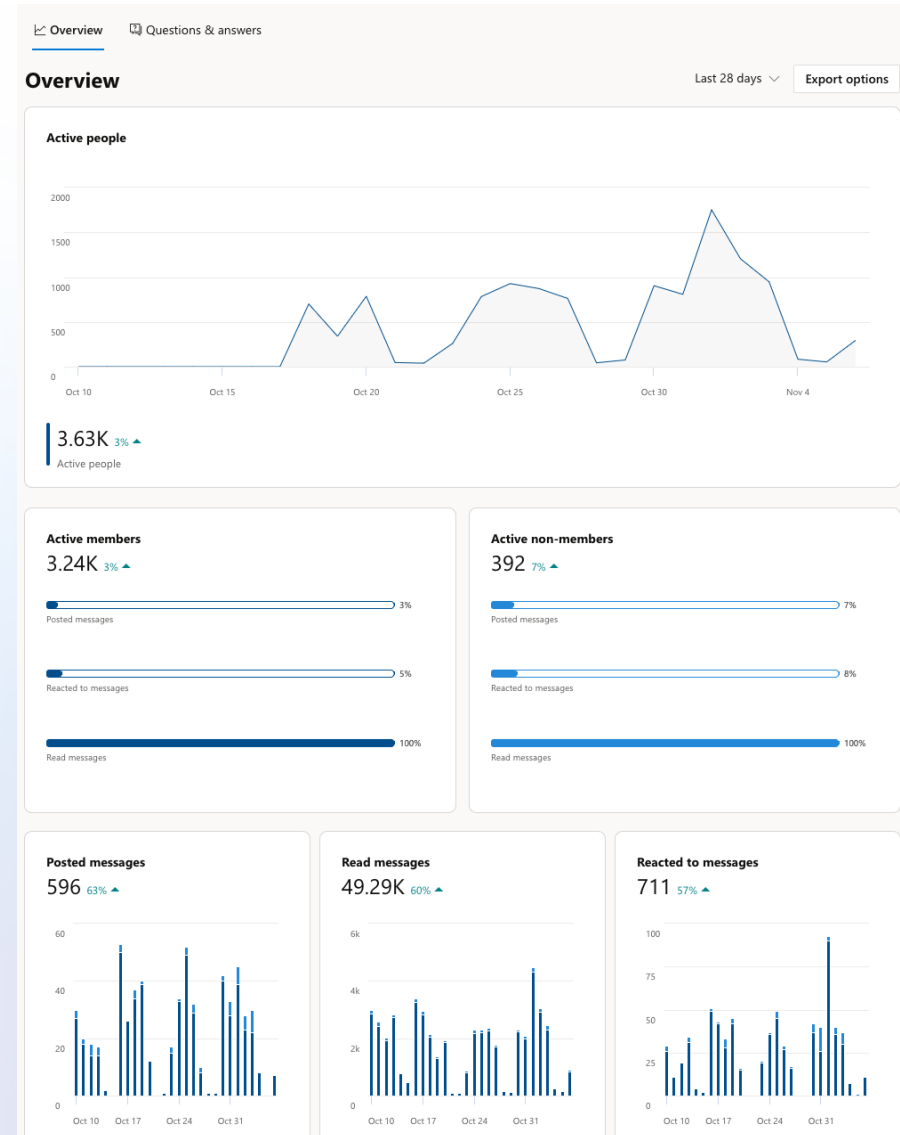 Overview
Questions & answers
Overview
Last 28 days
Export options
Active people
2000
1500
1000
500
0
Oct 10
Oct 15
Oct 20
Oct 25
Oct 30
Nov 4
3.63K 3%
Active people
Active members
3.24K 3%
3%
Posted messages
5%
Reacted to messages
100%
Read messages
Active non-members
392 7%
7%
Posted messages
8%
Reacted to messages
100%
Read messages
Posted messages
596 63%
60
40
20
0
Oct 10
Oct 17
Oct 24
Oct 31
Read messages
49.29K 60%
6k
4k
2k
0
Oct 10
Oct 17
Oct 24
Oct 31
Reacted to messages
711 57%
100
75
50
25
0
Oct 10
Oct 17
Oct 24
Oct 31